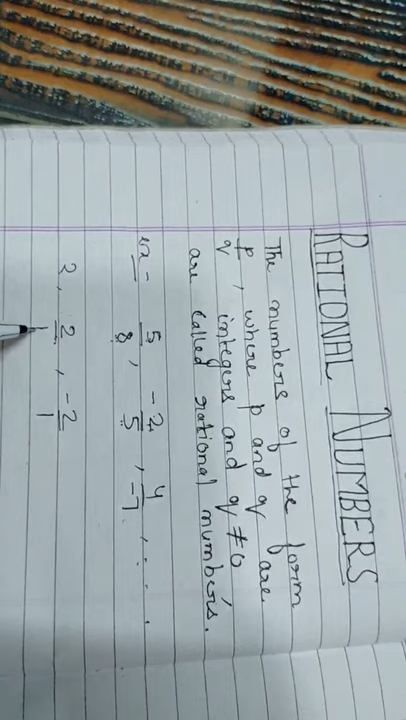 RATIONAL NUMBERS
The numbers of the form
p/q, where p and q are
integers and q ≠ 0
are called rational numbers.
Ex - 5/8, -2/5, 4/-7, ....
2, 2/1, -2/1